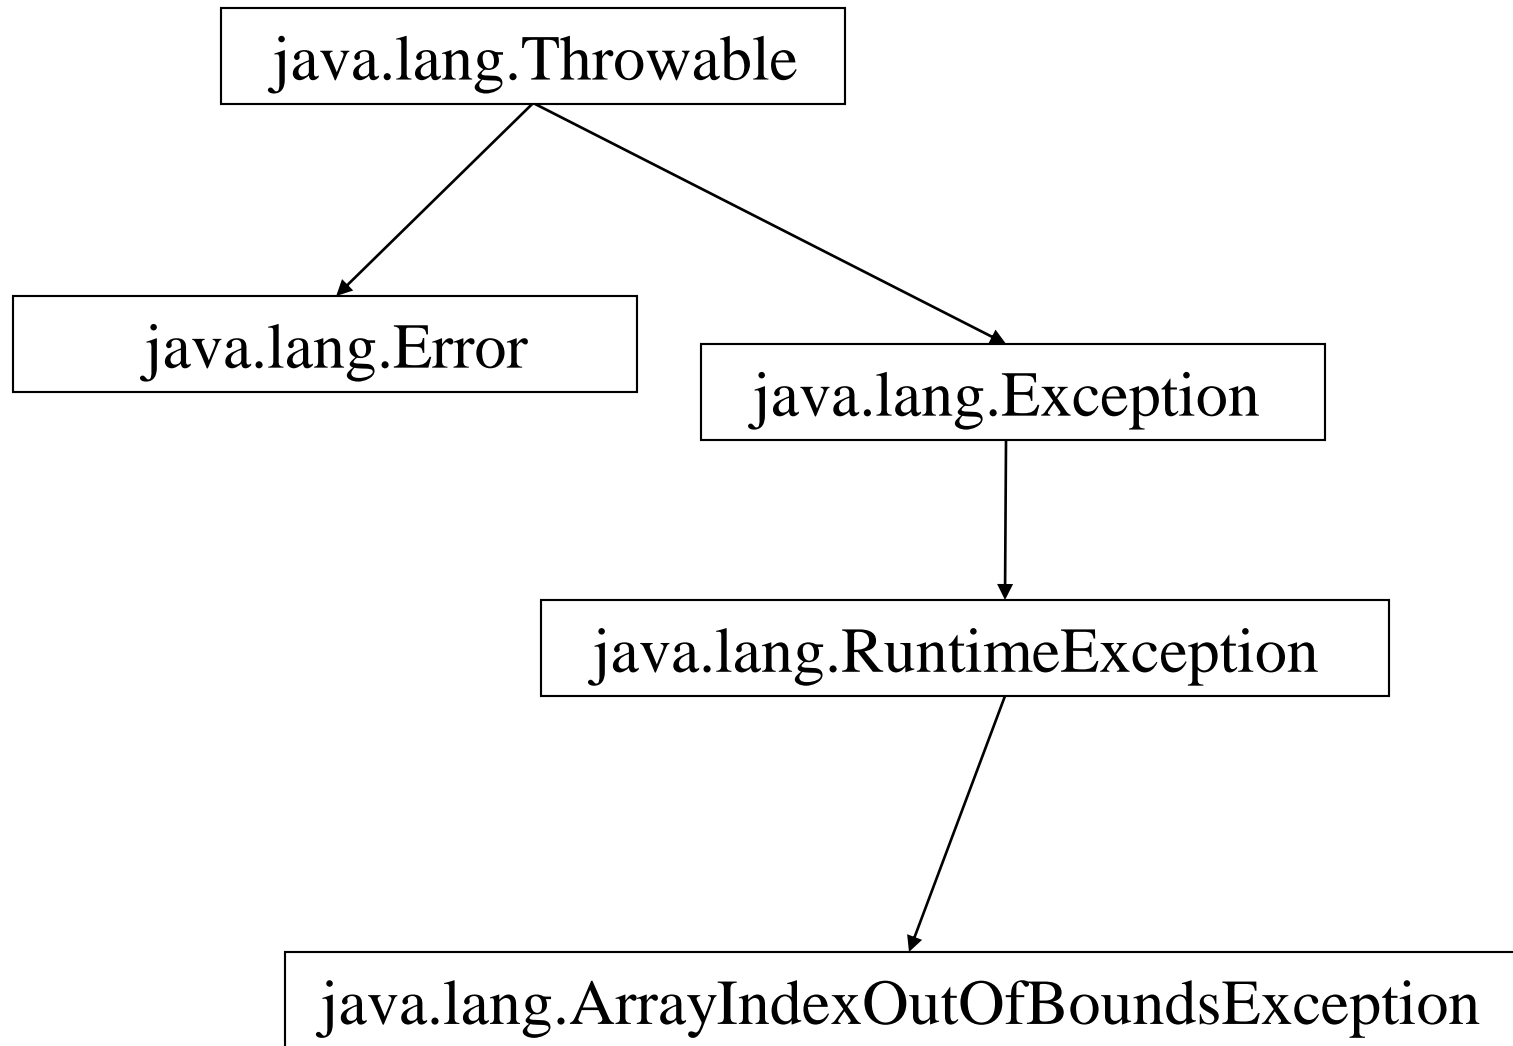 java.lang.Throwable
java.lang.Error
java.lang.Exception
java.lang.RuntimeException
java.lang.ArrayIndexOutOfBoundsException